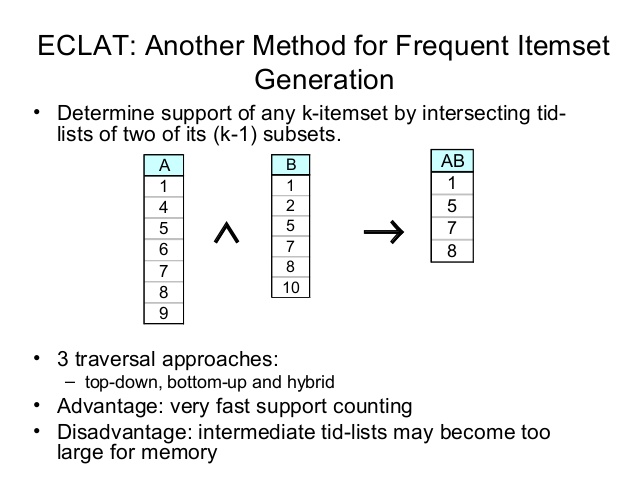 ECLAT: Another Method for Frequent Itemset
Generation
• Determine support of any k-itemset by intersecting tid-
lists of two of its (k-1) subsets.
A
1
4
5
6
7
8
9
∧
B
1
2
5
7
8
10
→
AB
1
5
7
8
• 3 traversal approaches:
– top-down, bottom-up and hybrid
• Advantage: very fast support counting
• Disadvantage: intermediate tid-lists may become too
large for memory